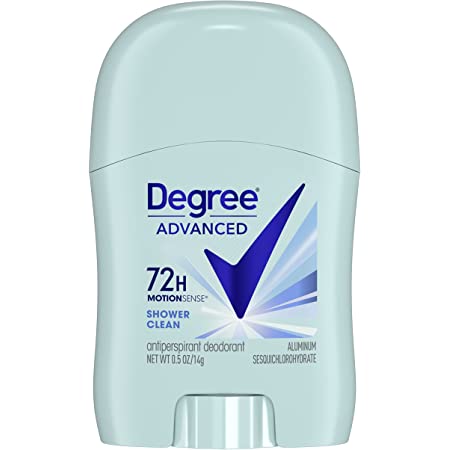 Degree®
ADVANCED
72H
MOTIONSENSE®
SHOWER
CLEAN
antiperspirant deodorant
NET WT 0.5 OZ/14g
ALUMINUM
SESQUICHLOROHYDRATE